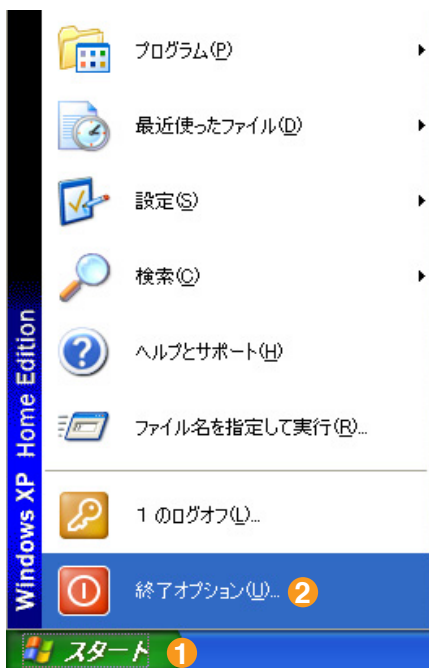 プログラム(P)
最近使ったファイル(D)
設定(S)
検索(C)
ヘルプとサポート(H)
ファイル名を指定して実行(R)...
1 のログオフ(L)...
終了オプション(U)... 2
Windows XP Home Edition
スタート 1